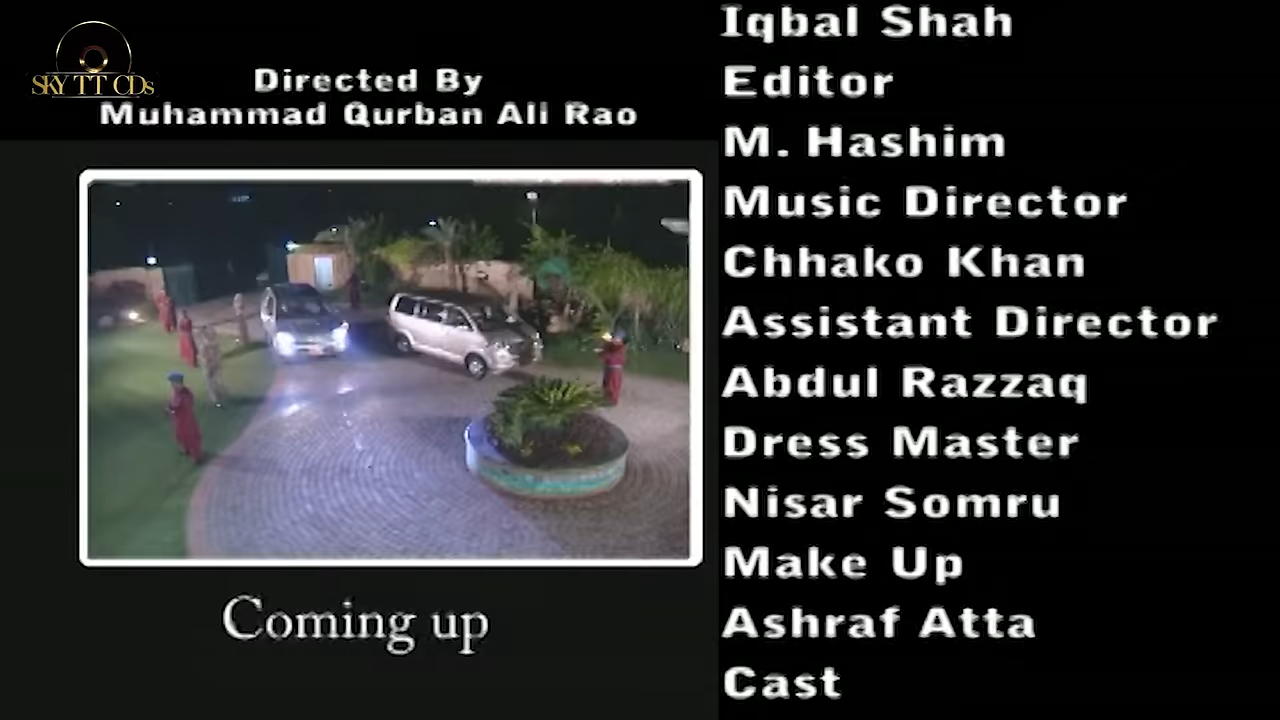 SKY TT CDs
Directed By
Muhammad Qurban Ali Rao
Coming up
Iqbal Shah
Editor
M. Hashim
Music Director
Chhako Khan
Assistant Director
Abdul Razzaq
Dress Master
Nisar Somru
Make Up
Ashraf Atta
Cast